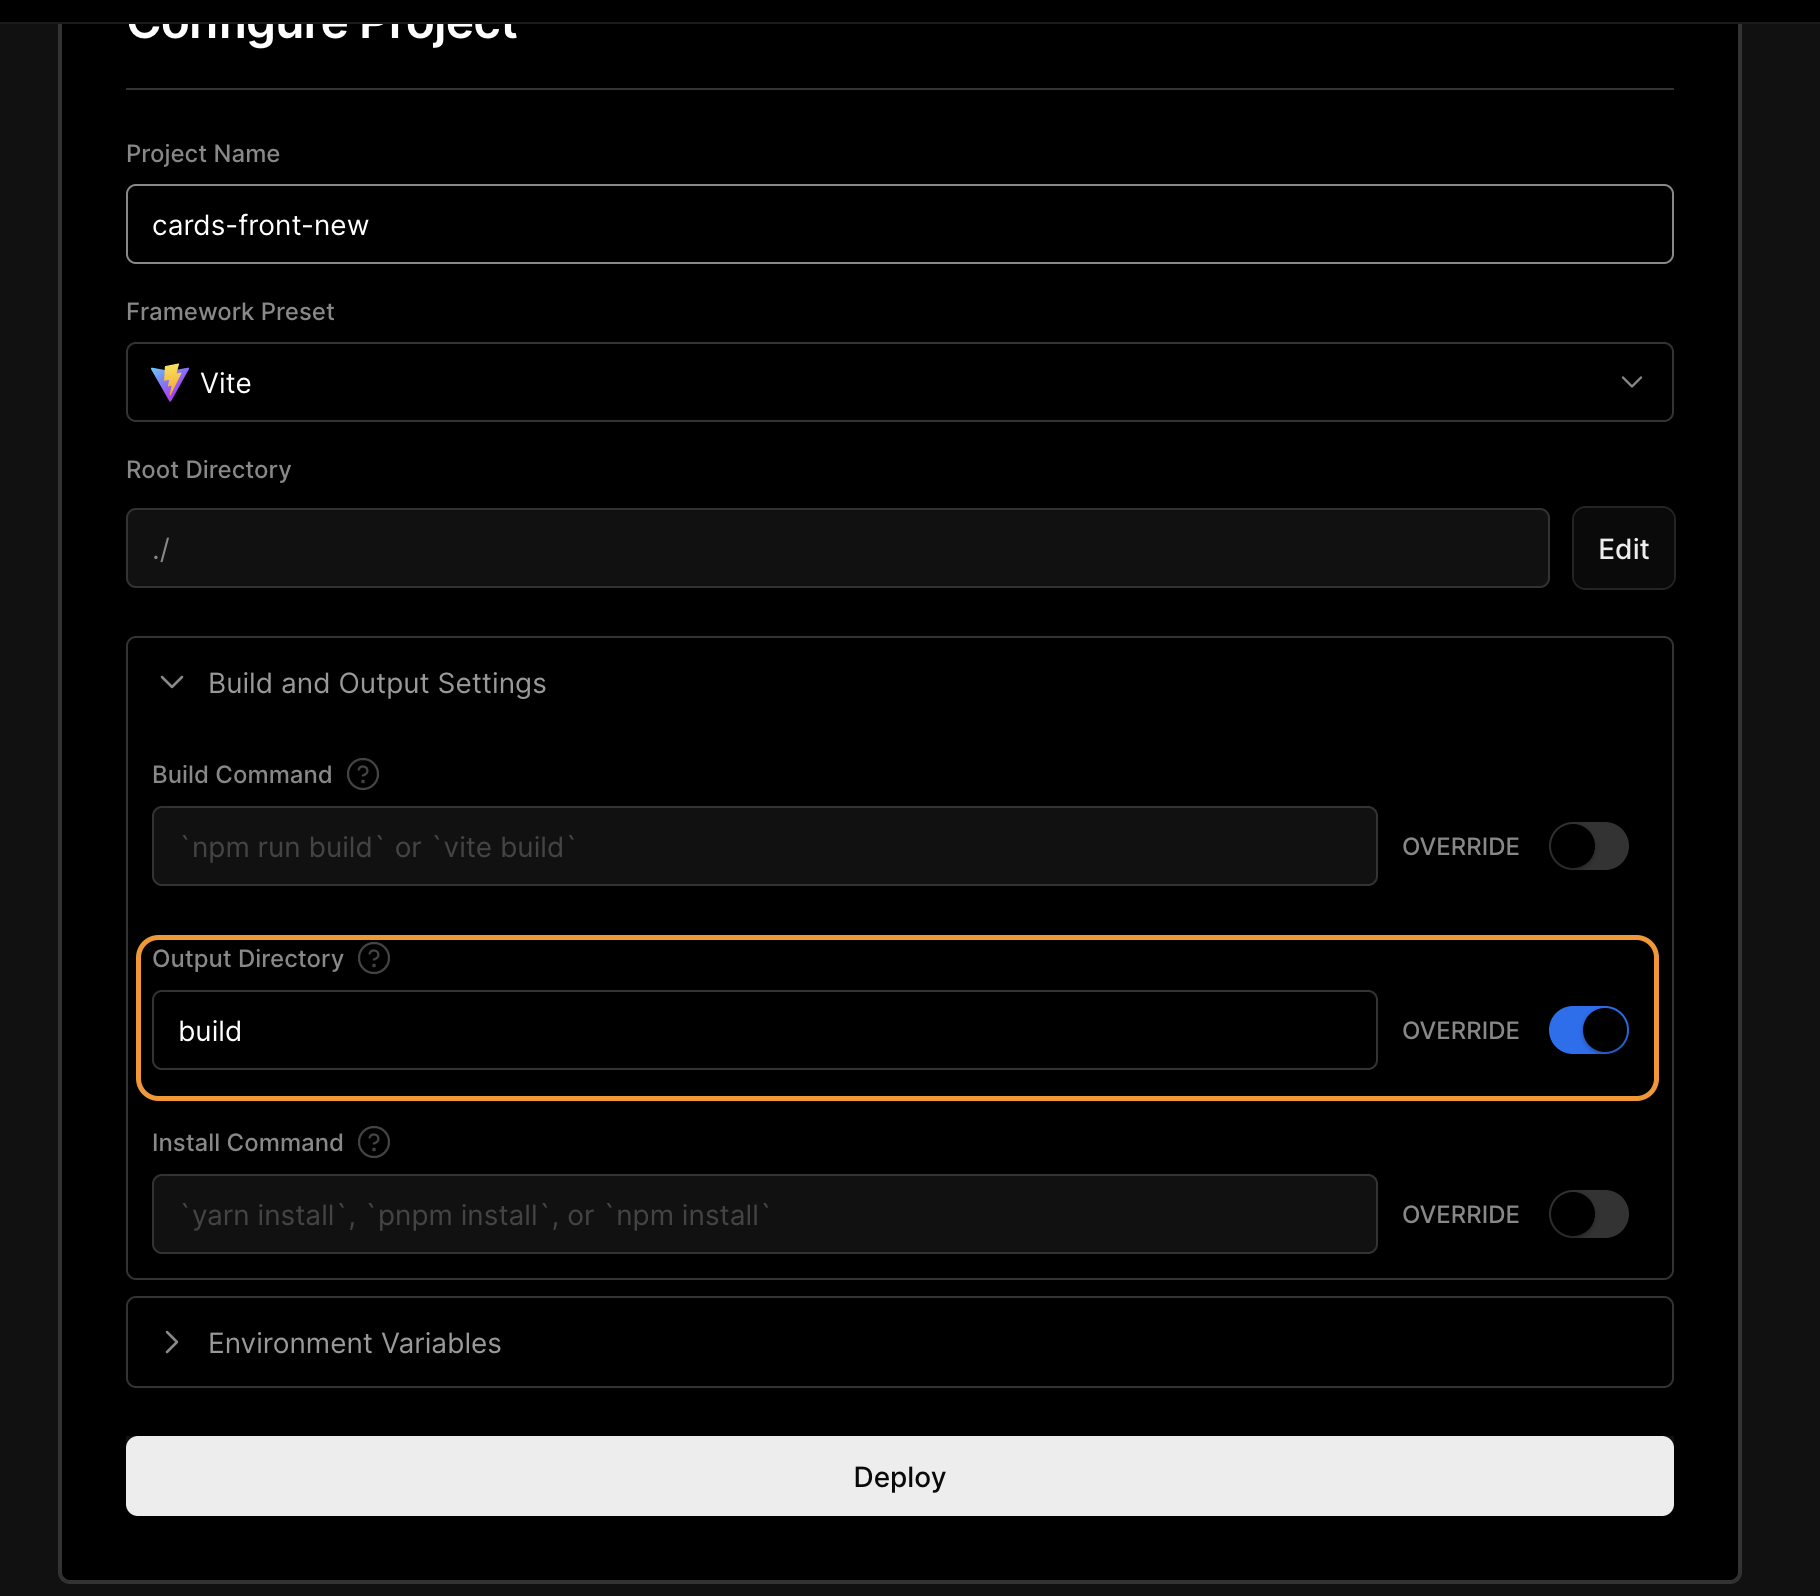 Configure Project
Project Name
cards-front-new
Framework Preset
Vite
Root Directory
./
Edit
Build and Output Settings
Build Command ?
`npm run build` or `vite build`
OVERRIDE
Output Directory ?
build
OVERRIDE
Install Command ?
`yarn install`, `pnpm install`, or `npm install`
OVERRIDE
Environment Variables
Deploy